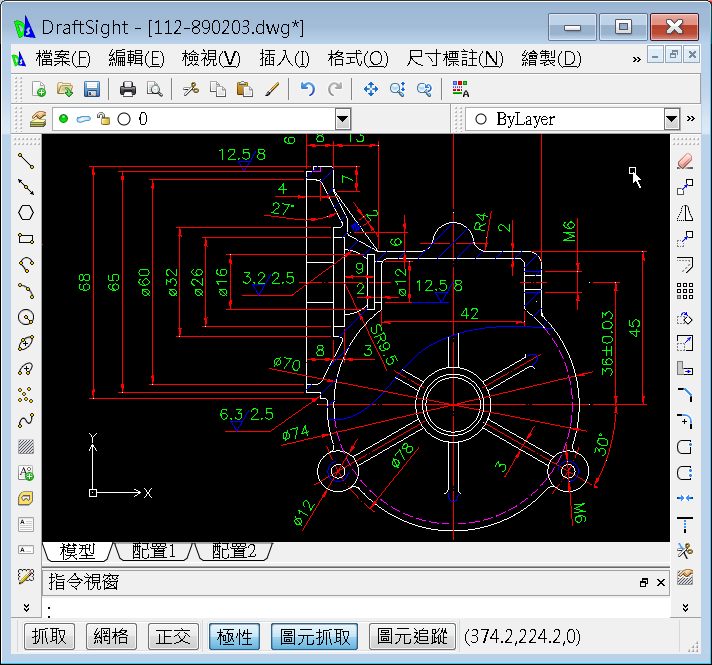 DraftSight - [112-890203.dwg*]
檔案(F) 編輯(E) 檢視(V) 插入(I) 格式(O) 尺寸標註(N) 繪製(D) »
0 ByLayer »
6 8 13
12.5/8
7
4
27°
2
6
R4
2
M6
68
65
ø60
ø32
ø26
ø16
3.2/2.5
9
2
ø12
12.5/8
42
36±0.03
45
SR9.5
8
3
ø70
6.3/2.5
ø74
ø78
3
30°
ø12
M6
Y
X
模型 配置1 配置2
指令視窗
:
抓取 網格 正交 極性 圖元抓取 圖元追蹤 (374.2,224.2,0)